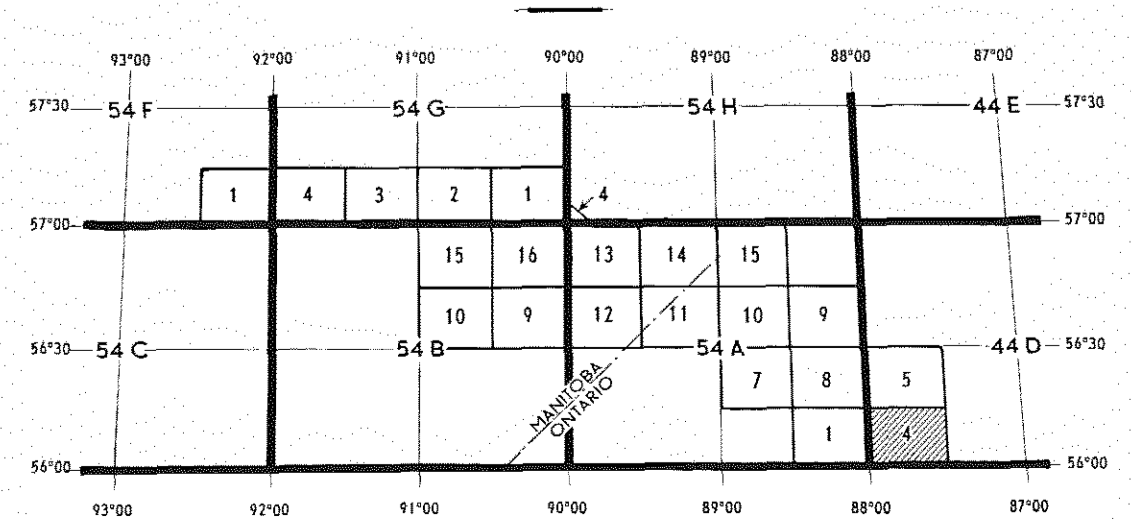 93°00 92°00 91°00 90°00 89°00 88°00 87°00
57°30 54 F 54 G 54 H 44 E 57°30
1 4 3 2 1 4
57°00 57°00
15 16 13 14 15
10 9 12 11 10 9
56°30 54 C 54 B 54 A 44 D 56°30
7 8 5
MANITOBA
ONTARIO
1 4
56°00 56°00
93°00 92°00 91°00 90°00 89°00 88°00 87°00